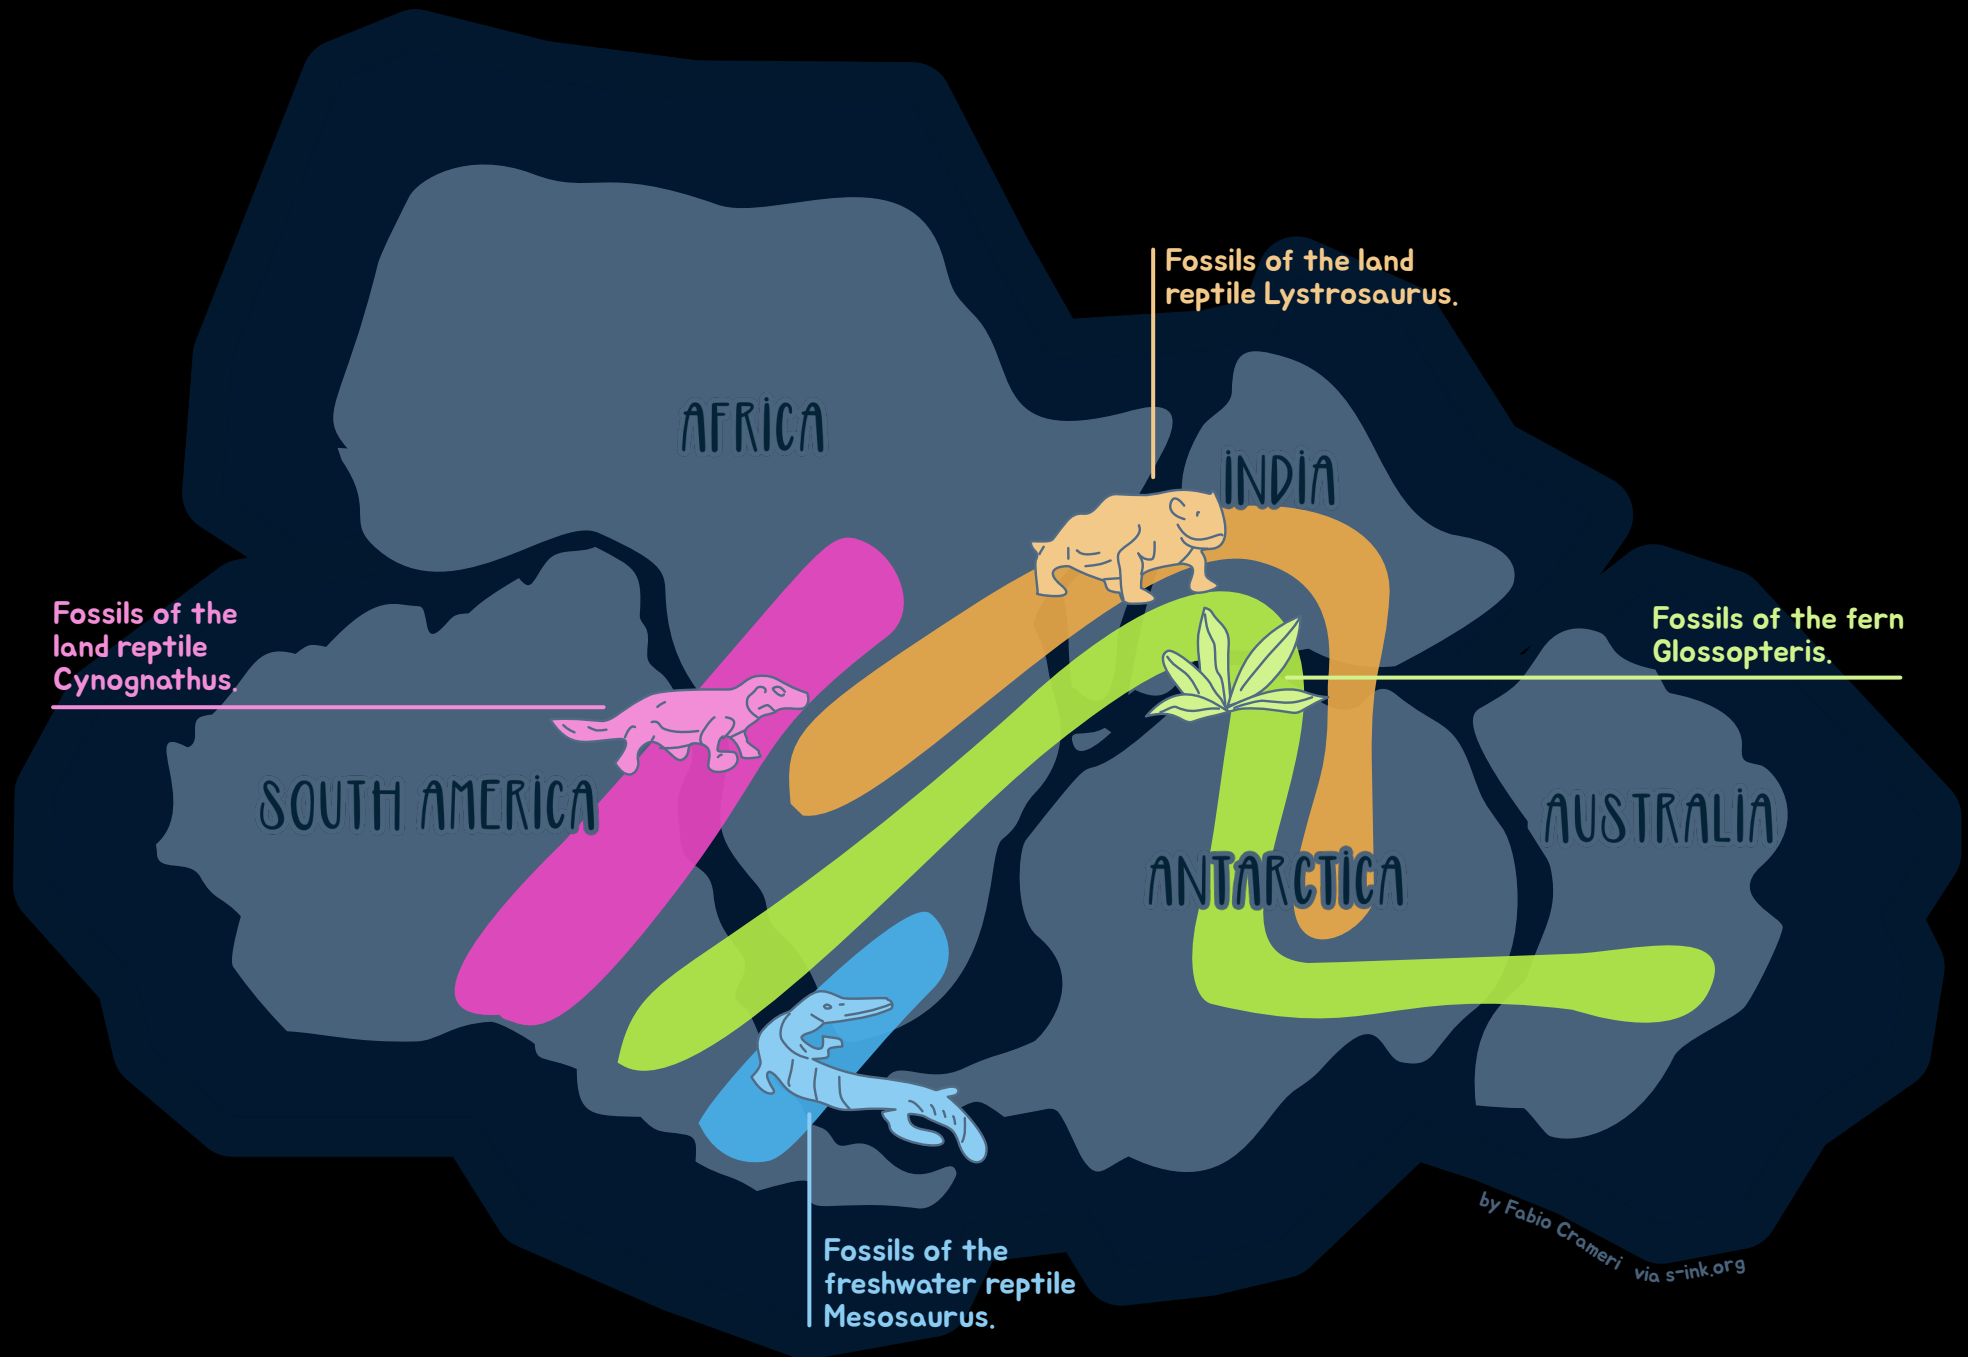 AFRICA
Fossils of the land
reptile Lystrosaurus.
INDIA
Fossils of the
land reptile
Cynognathus.
Fossils of the fern
Glossopteris.
SOUTH AMERICA
AUSTRALIA
ANTARCTICA
Fossils of the
freshwater reptile
Mesosaurus.
by Fabio Crameri via s-ink.org